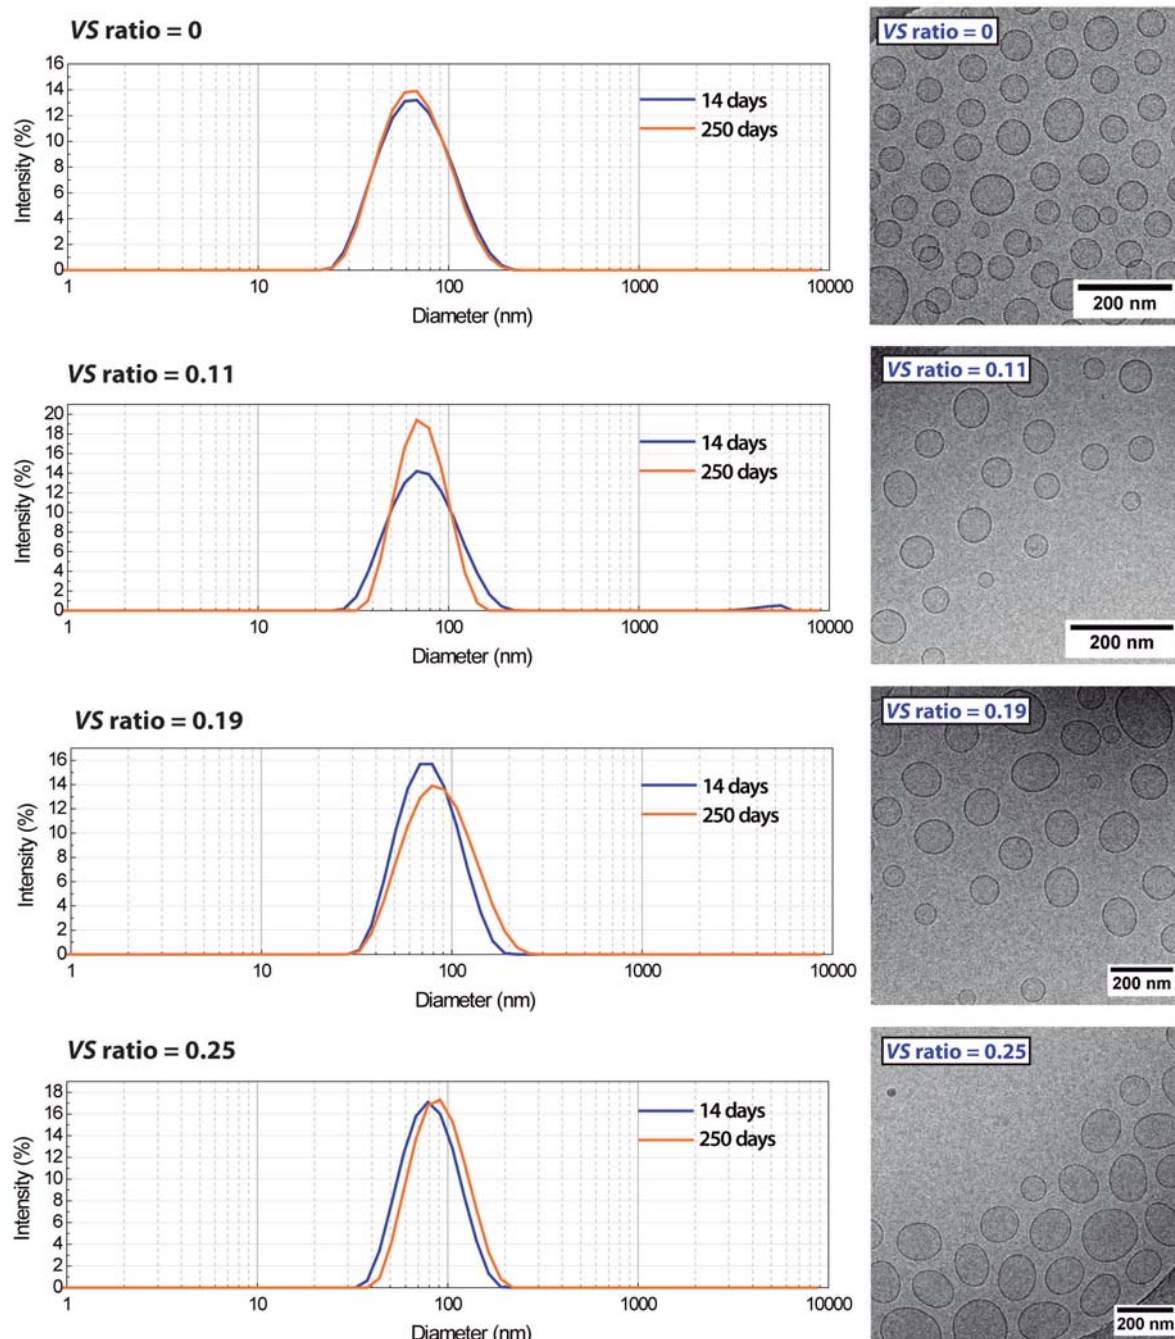 VS ratio = 0
16
14
12
10
8
6
4
2
0
Intensity (%)
14 days
250 days
1 10 100 1000 10000
Diameter (nm)
VS ratio = 0
200 nm
VS ratio = 0.11
20
18
16
14
12
10
8
6
4
2
0
Intensity (%)
14 days
250 days
1 10 100 1000 10000
Diameter (nm)
VS ratio = 0.11
200 nm
VS ratio = 0.19
16
14
12
10
8
6
4
2
0
Intensity (%)
14 days
250 days
1 10 100 1000 10000
Diameter (nm)
VS ratio = 0.19
200 nm
VS ratio = 0.25
18
16
14
12
10
8
6
4
2
0
Intensity (%)
14 days
250 days
1 10 100 1000 10000
Diameter (nm)
VS ratio = 0.25
200 nm